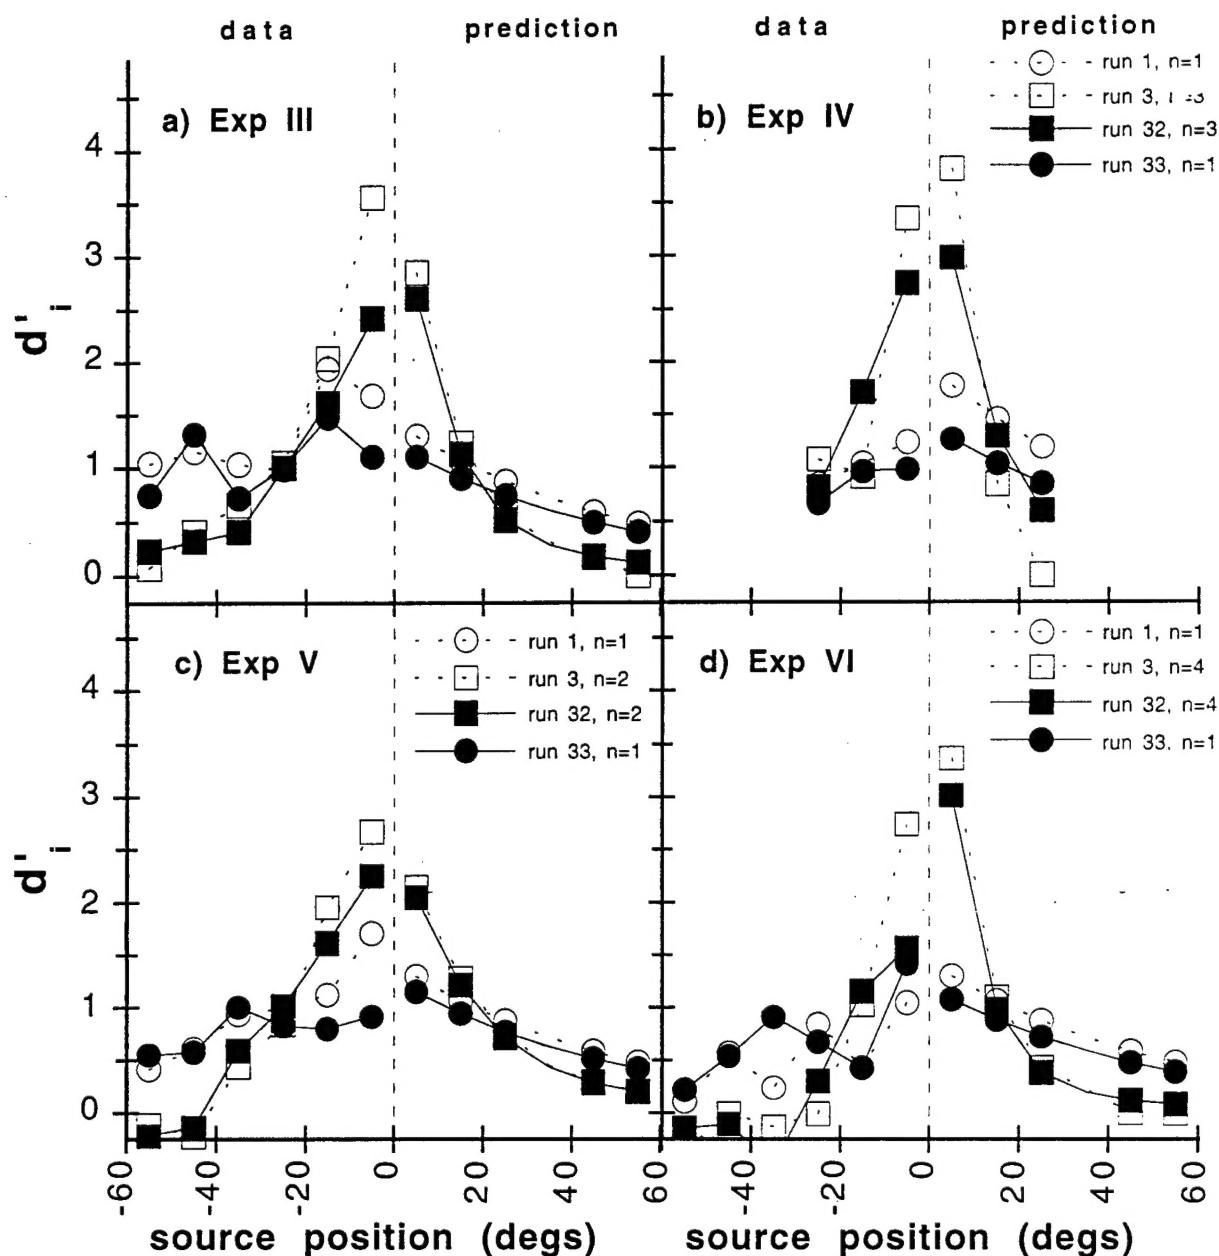 data prediction data prediction
a) Exp III
b) Exp IV
run 1, n=1
run 3,
run 32, n=3
run 33, n=1
4
3
2
1
0
d'i
c) Exp V
run 1, n=1
run 3, n=2
run 32, n=2
run 33, n=1
d) Exp VI
run 1, n=1
run 3, n=4
run 32, n=4
run 33, n=1
4
3
2
1
0
d'i
-60 -40 -20 0 20 40 60 -40 -20 0 20 40 60
source position (degs) source position (degs)